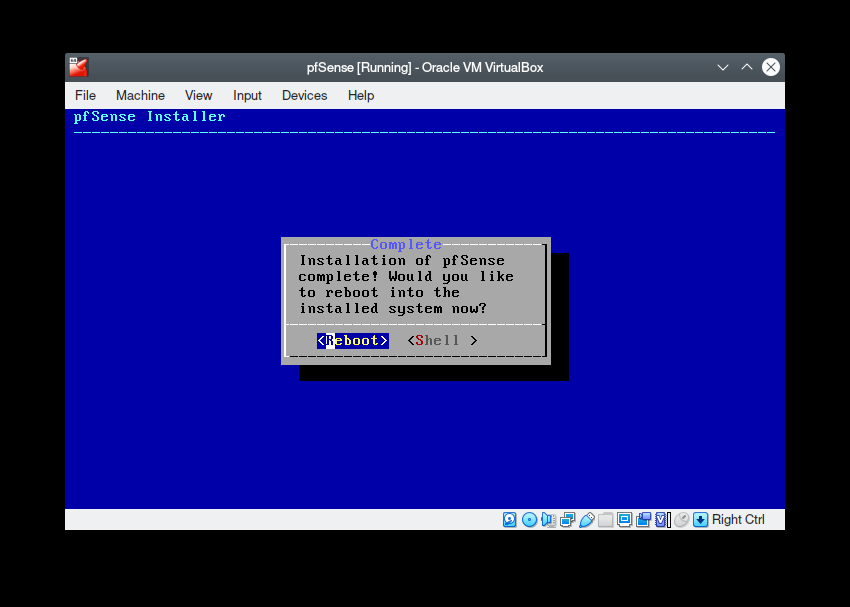 pfSense [Running] - Oracle VM VirtualBox
File Machine View Input Devices Help
pfSense Installer
Complete
Installation of pfSense
complete! Would you like
to reboot into the
installed system now?
<Reboot> <Shell >
Right Ctrl